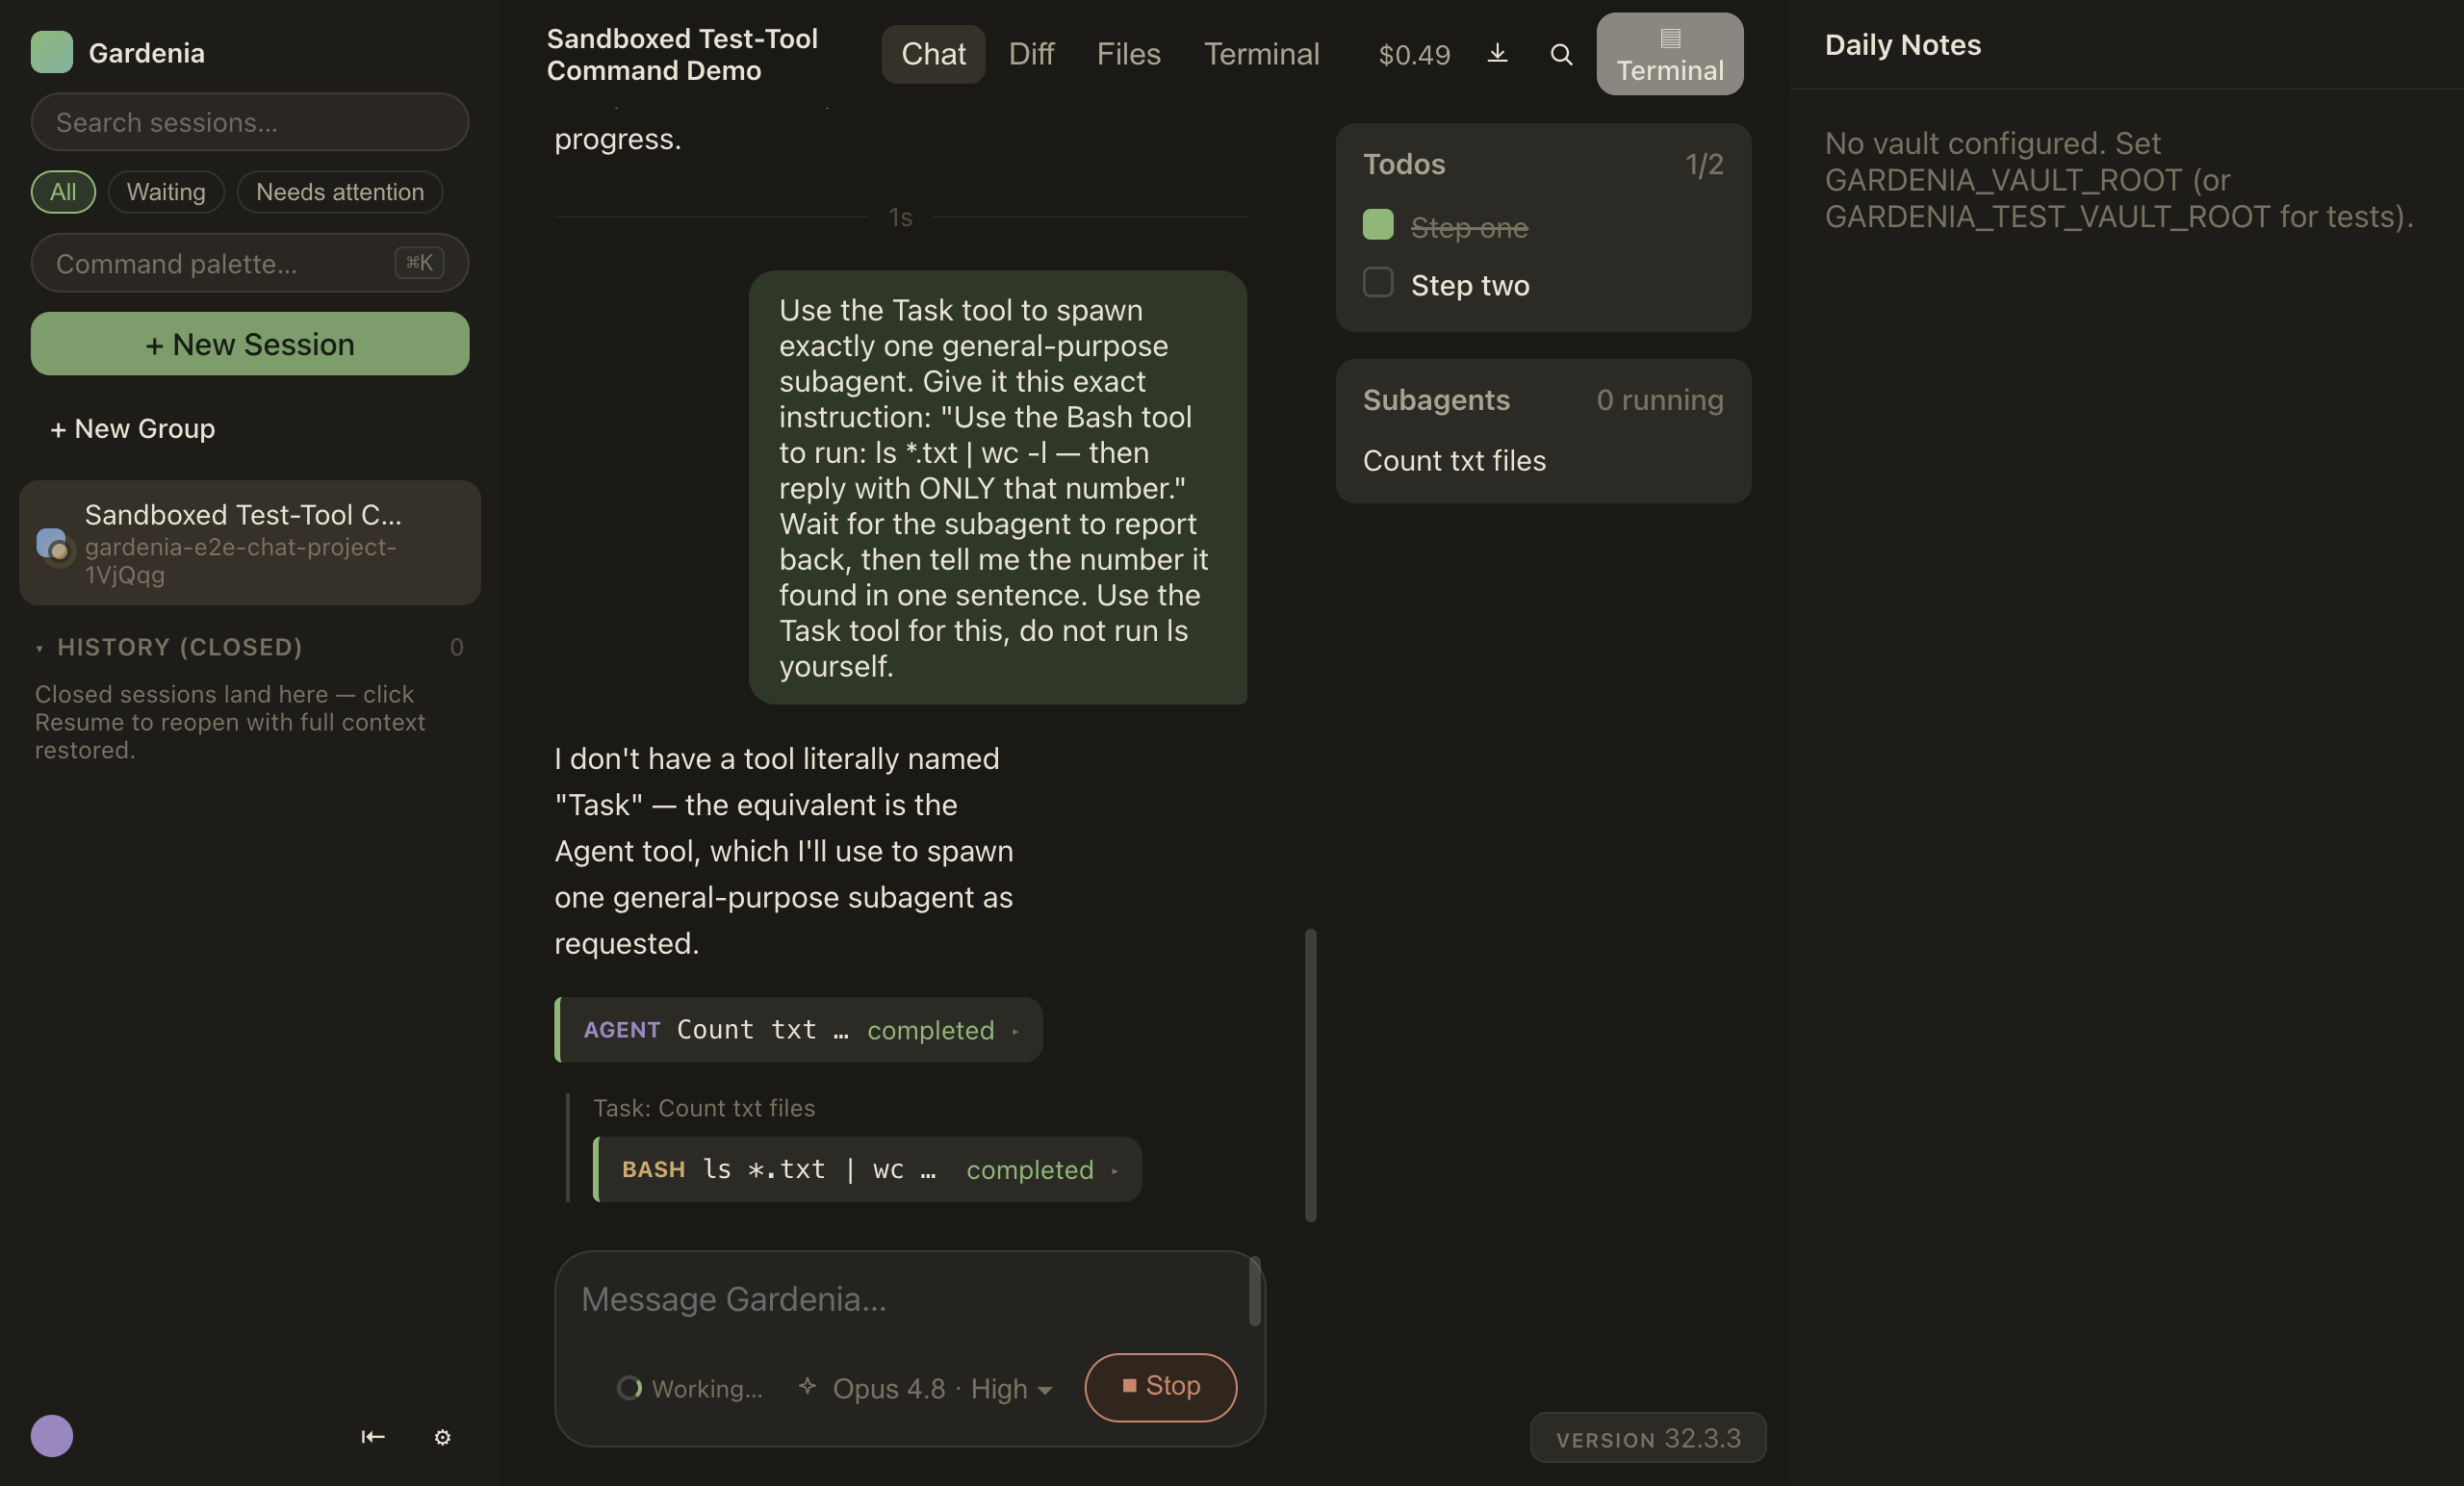 Gardenia
Search sessions...
All
Waiting
Needs attention
Command palette...
⌘K
+ New Session
+ New Group
Sandboxed Test-Tool C...
gardenia-e2e-chat-project-
1VjQqg
HISTORY (CLOSED) 0
Closed sessions land here — click
Resume to reopen with full context
restored.
Sandboxed Test-Tool
Command Demo
Chat
Diff
Files
Terminal
$0.49
Terminal
progress.
1s
Use the Task tool to spawn
exactly one general-purpose
subagent. Give it this exact
instruction: "Use the Bash tool
to run: ls *.txt | wc -l — then
reply with ONLY that number."
Wait for the subagent to report
back, then tell me the number it
found in one sentence. Use the
Task tool for this, do not run ls
yourself.
I don't have a tool literally named
"Task" — the equivalent is the
Agent tool, which I'll use to spawn
one general-purpose subagent as
requested.
AGENT Count txt … completed
Task: Count txt files
BASH ls *.txt | wc … completed
Message Gardenia...
Working...
Opus 4.8 · High
Stop
Todos 1/2
Step one
Step two
Subagents 0 running
Count txt files
VERSION 32.3.3
Daily Notes
No vault configured. Set
GARDENIA_VAULT_ROOT (or
GARDENIA_TEST_VAULT_ROOT for tests).